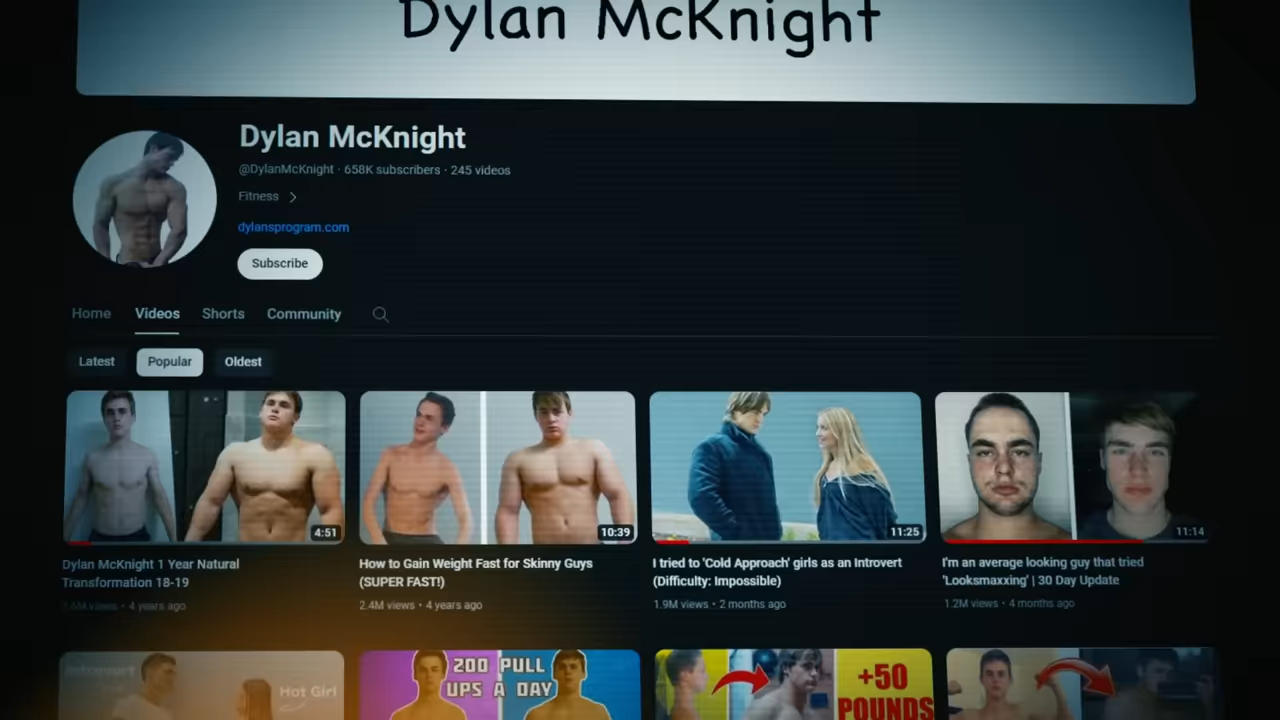 Dylan McKnight
Dylan McKnight
@DylanMcKnight · 658K subscribers · 245 videos
Fitness >
dylansprogram.com
Subscribe
Home Videos Shorts Community
Latest Popular Oldest
4:51
10:39
11:25
11:14
Dylan McKnight 1 Year Natural
Transformation 18-19
views • 4 years ago
How to Gain Weight Fast for Skinny Guys
(SUPER FAST!)
2.4M views • 4 years ago
I tried to 'Cold Approach' girls as an Introvert
(Difficulty: Impossible)
1.9M views • 2 months ago
I'm an average looking guy that tried
'Looksmaxxing' | 30 Day Update
1.2M views • 4 months ago
Introvert
Hot Girl
200 PULL
UPS A DAY
+50
POUNDS